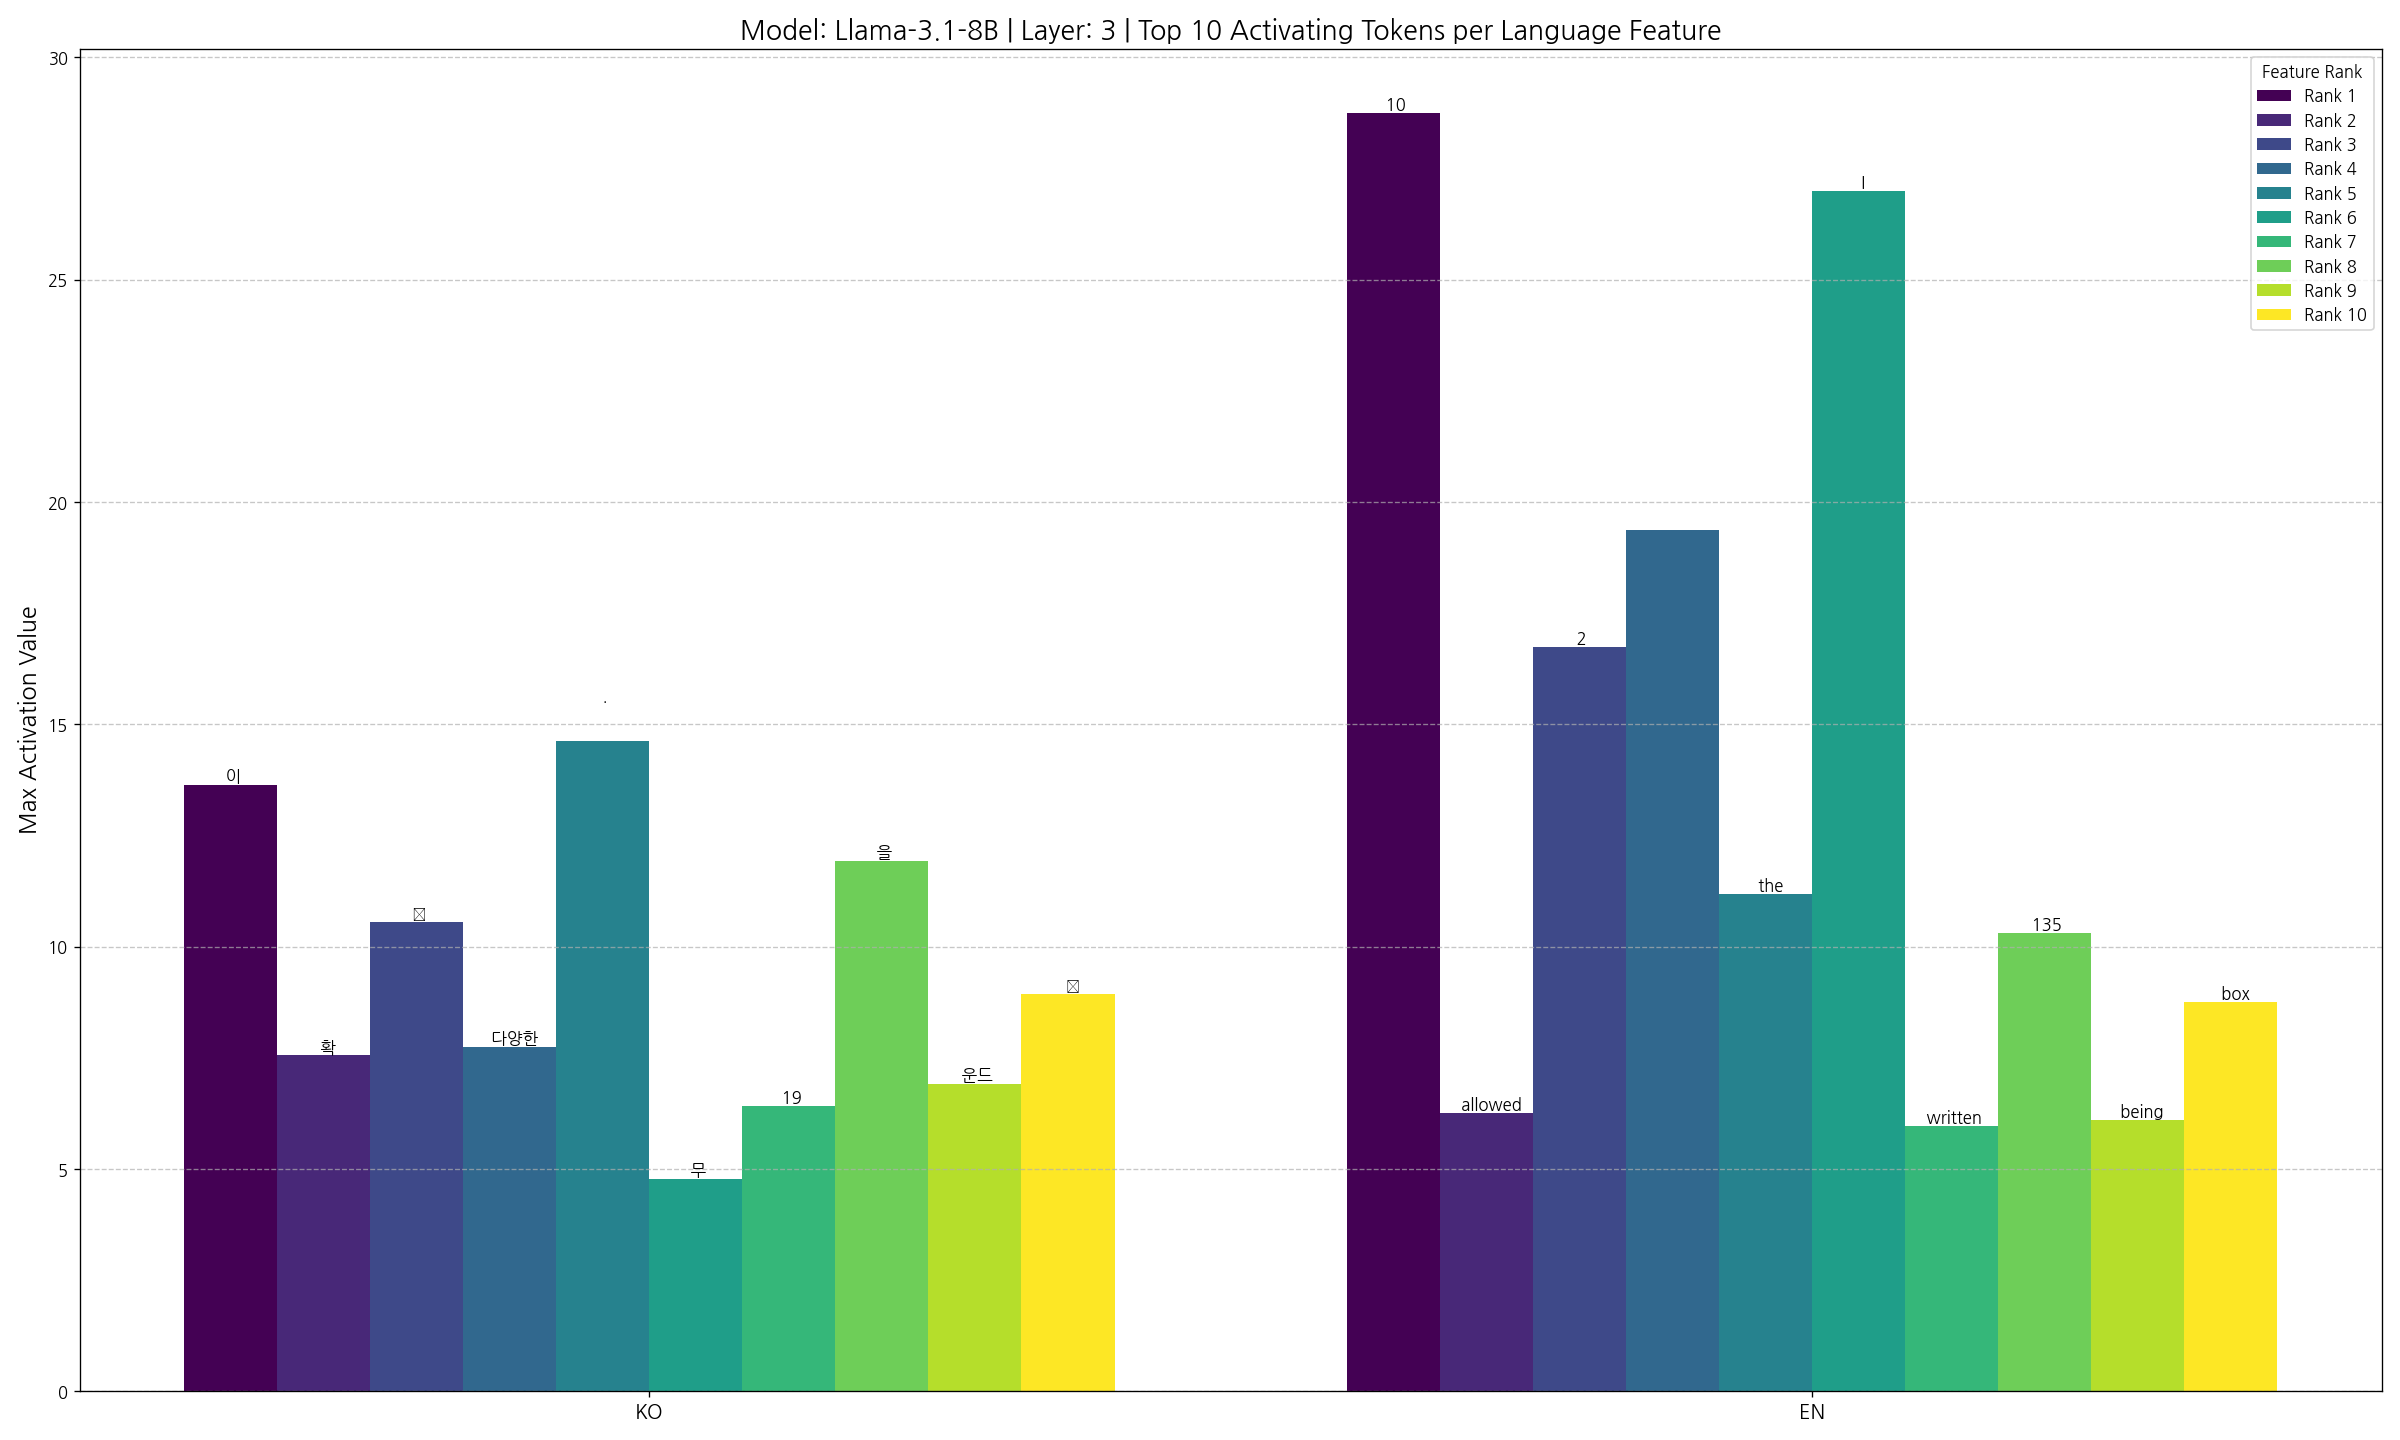 Model: Llama-3.1-8B | Layer: 3 | Top 10 Activating Tokens per Language Feature
Max Activation Value
30
25
20
15
10
5
0
이
확
다양한
.
무
19
을
운드
10
allowed
2
the
I
written
135
being
box
KO
EN
Feature Rank
Rank 1
Rank 2
Rank 3
Rank 4
Rank 5
Rank 6
Rank 7
Rank 8
Rank 9
Rank 10